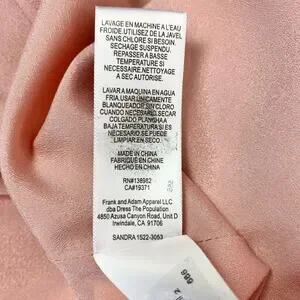 LAVAGE EN MACHINE A L'EAU
FROIDE.UTILISEZ DE LA JAVEL
SANS CHLORE SI BESOIN.
SECHAGE SUSPENDU.
REPASSER A BASSE
TEMPERATURE SI
NECESSAIRE.NETTOYAGE
A SEC AUTORISE.
LAVAR A MAQUINA EN AGUA
FRIA.USAR UNICAMENTE
BLANQUEADOR SIN CLORO
CUANDO NECESARIO.SECAR
COLGADO.PLANCHA A
BAJA TEMPERATURA SI ES
NECESARIO.SE PUEDE
LIMPIAR EN SECO.
MADE IN CHINA
FABRIQUE EN CHINE
HECHO EN CHINA
RN#136982
CA#19371
Frank and Adam Apparel LLC
dba Dress The Population
4850 Azusa Canyon Road, Unit D
Irwindale, CA 91706
SANDRA 1522-3053
666
2